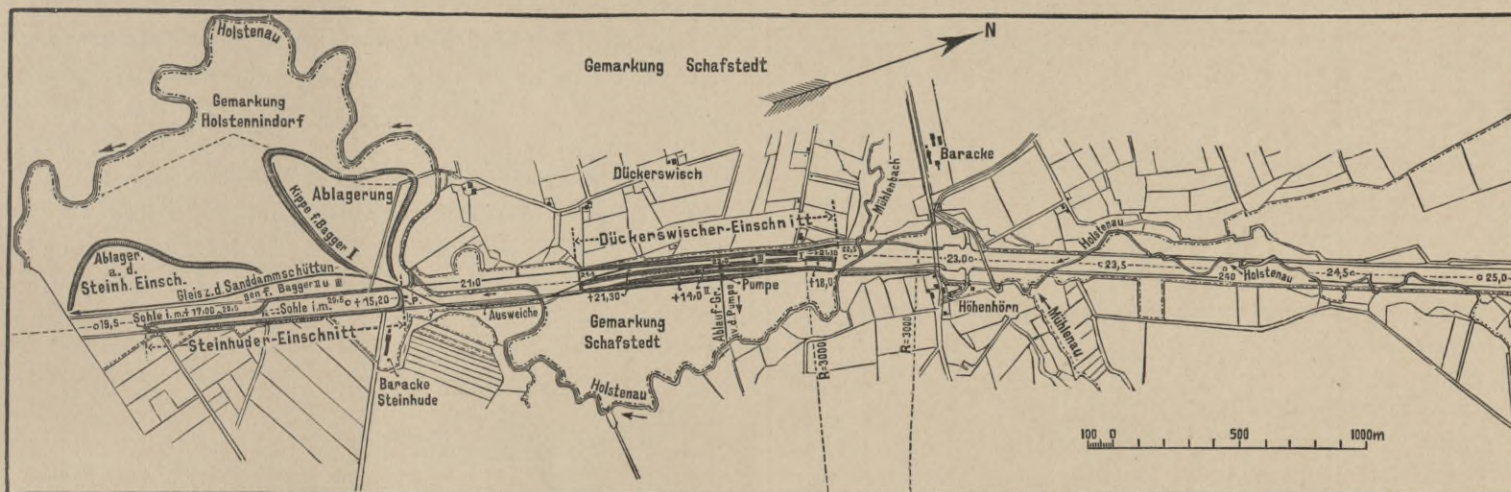 Holstenau
Gemarkung
Holstennindorf
Gemarkung Schafstedt
N
Ablagerung
Kippe f. Bagger I
Ablager.
a. d.
Steinh. Einsch.
Gleis z. d Sanddammschüttun-
gen f. Bagger II u III
Sohle i.m.+ 17,00
Sohle i.m.
+15,20
19,5
Steinhuder-Einschnitt
Baracke
Steinhude
P.
21,0
Ausweiche
Dückerswisch
Dückerswischer-Einschnitt
+21,30
+14,0
Pumpe
+18,0
Gemarkung
Schafstedt
Ablauf-Gr.
v. d. Pumpe
Holstenau
Mühlenbach
R=3000
R=3000
Baracke
23,0
Höhenhörn
Mühlenau
Holstenau
23,5
24,0
Holstenau
24,5
25,0
100 0 500 1000m